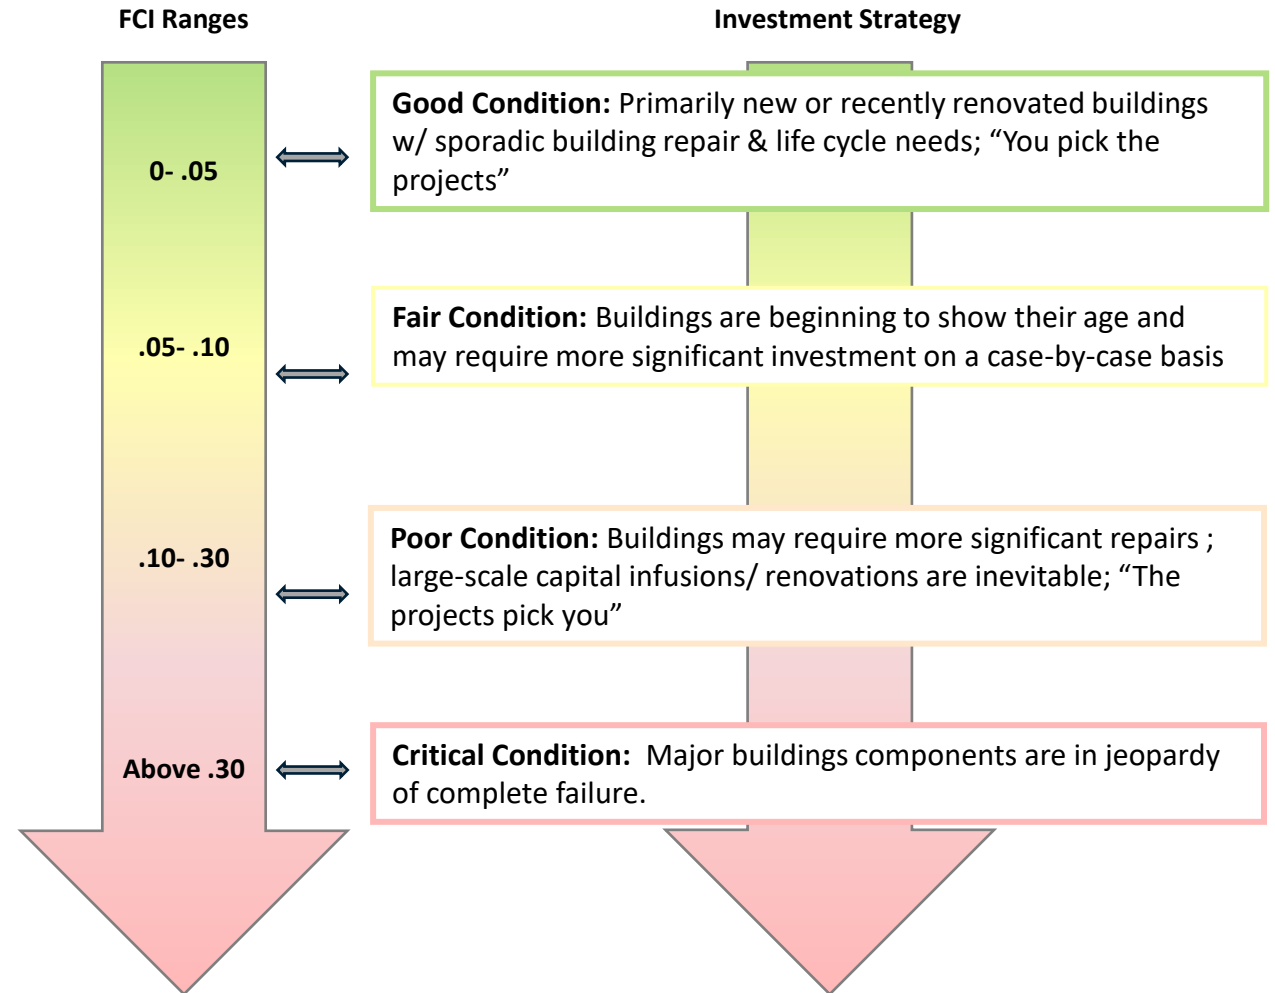 FCI Ranges
Investment Strategy
0- .05
Good Condition: Primarily new or recently renovated buildings
w/ sporadic building repair & life cycle needs; “You pick the
projects”
.05- .10
Fair Condition: Buildings are beginning to show their age and
may require more significant investment on a case-by-case basis
.10- .30
Poor Condition: Buildings may require more significant repairs ;
large-scale capital infusions/ renovations are inevitable; “The
projects pick you”
Above .30
Critical Condition:  Major buildings components are in jeopardy
of complete failure.